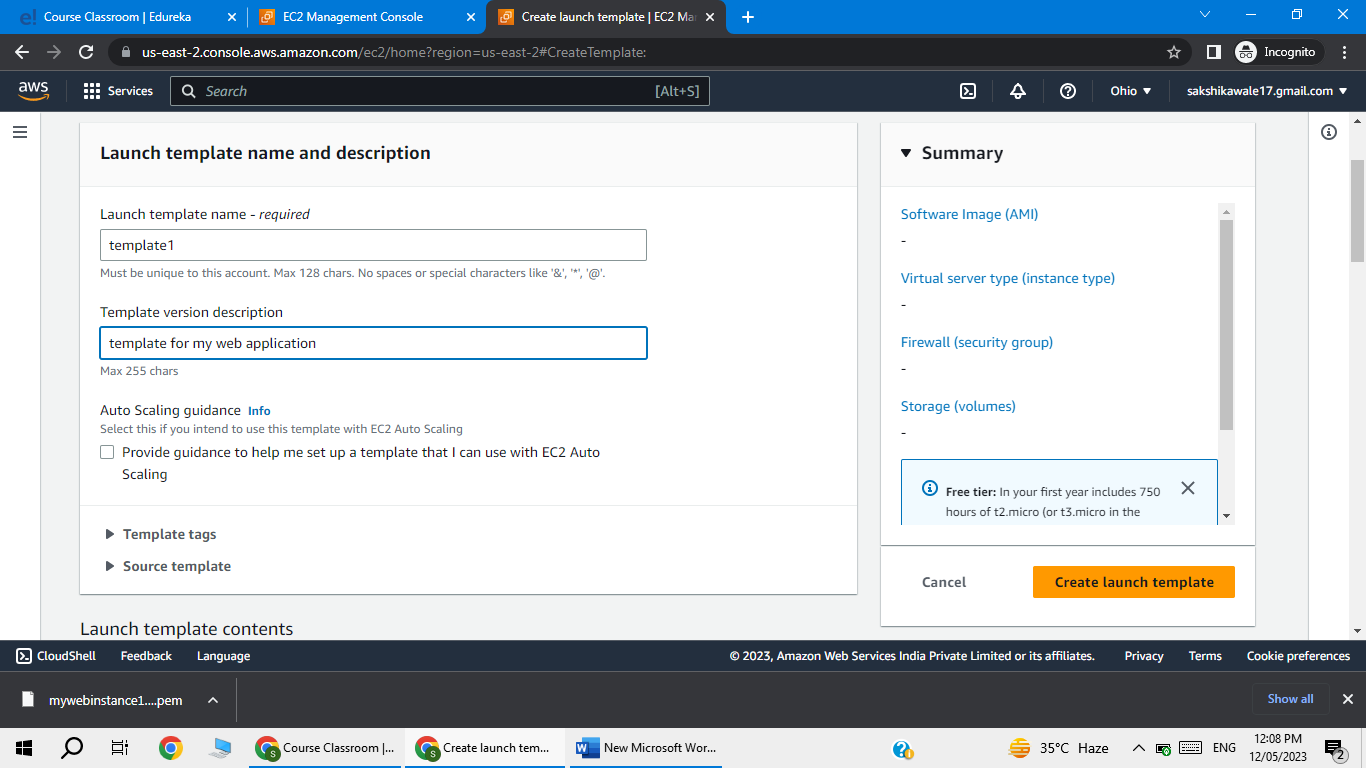 Course Classroom | Edureka
EC2 Management Console
Create launch template | EC2 Ma
us-east-2.console.aws.amazon.com/ec2/home?region=us-east-2#CreateTemplate:
Incognito
aws
Services
Search
[Alt+S]
Ohio
sakshikawale17.gmail.com
Launch template name and description
Launch template name - required
template1
Must be unique to this account. Max 128 chars. No spaces or special characters like '&', '*', '@'.
Template version description
template for my web application
Max 255 chars
Auto Scaling guidance Info
Select this if you intend to use this template with EC2 Auto Scaling
Provide guidance to help me set up a template that I can use with EC2 Auto
Scaling
Template tags
Source template
Launch template contents
Summary
Software Image (AMI)
-
Virtual server type (instance type)
-
Firewall (security group)
-
Storage (volumes)
-
Free tier: In your first year includes 750
hours of t2.micro (or t3.micro in the
Cancel
Create launch template
CloudShell
Feedback
Language
© 2023, Amazon Web Services India Private Limited or its affiliates.
Privacy
Terms
Cookie preferences
mywebinstance1....pem
Show all
Course Classroom |...
Create launch tem...
New Microsoft Wor...
35°C Haze
ENG
12:08 PM
12/05/2023
2